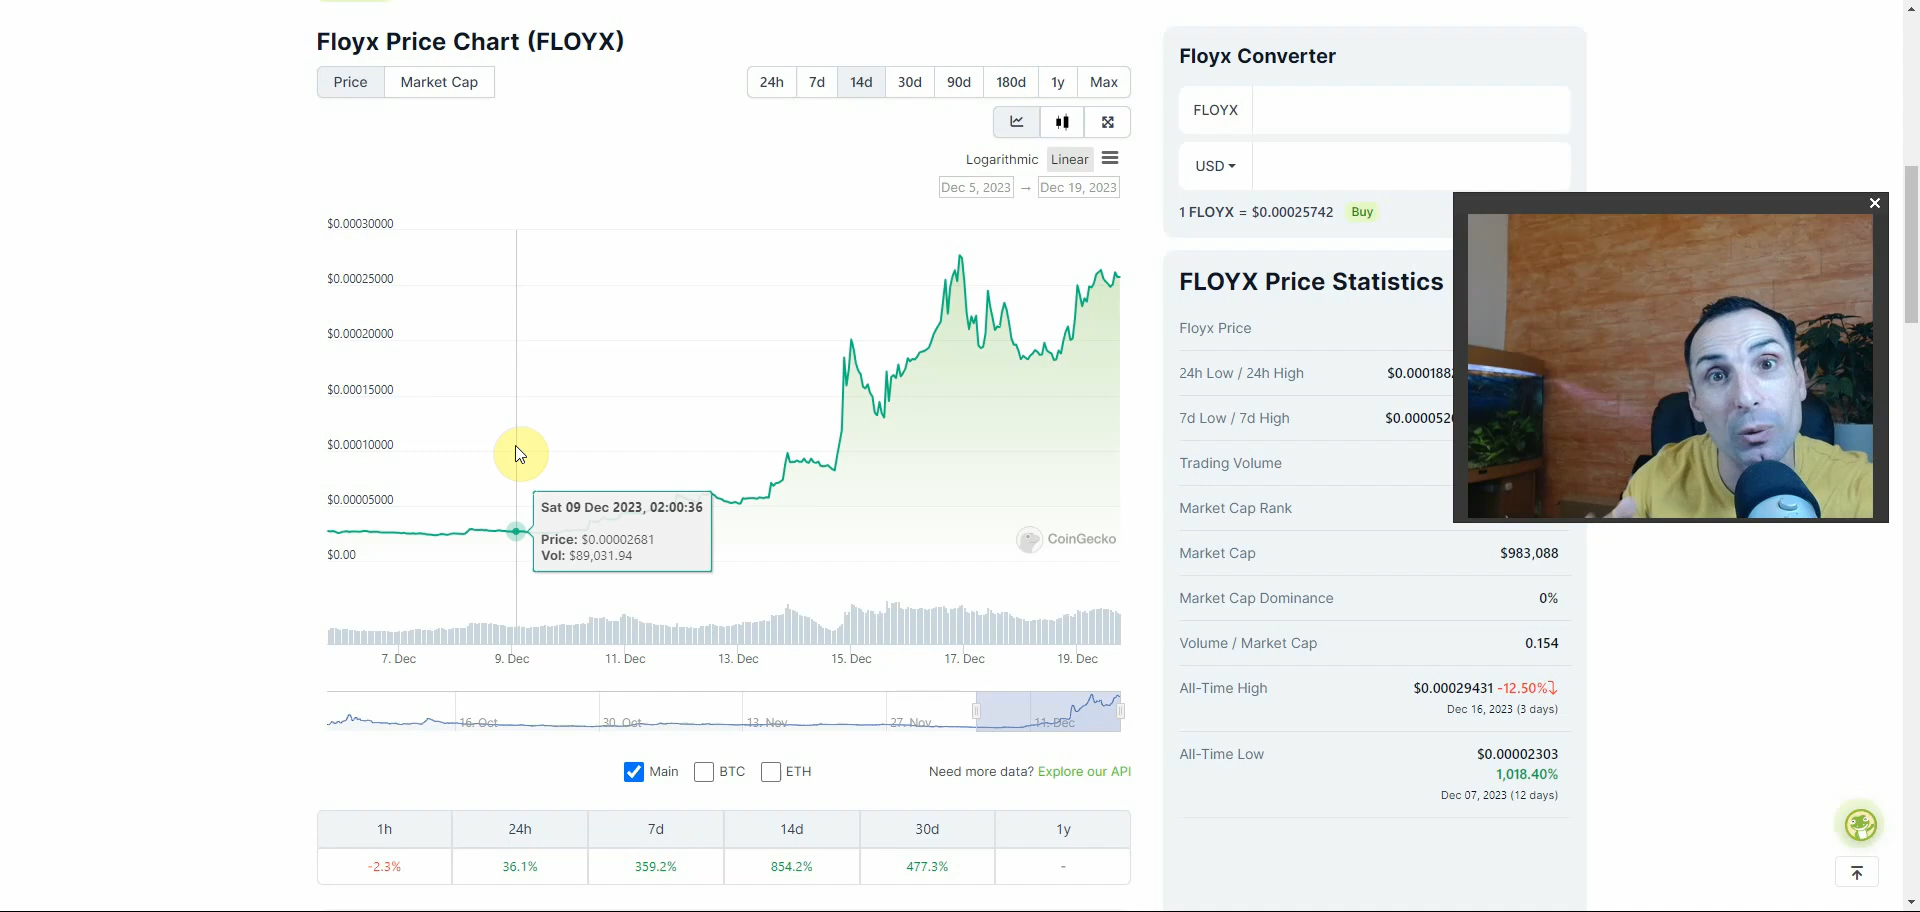 Floyx Price Chart (FLOYX)
Price
Market Cap
24h
7d
14d
30d
90d
180d
1y
Max
Logarithmic
Linear
Dec 5, 2023 → Dec 19, 2023
$0.00030000
$0.00025000
$0.00020000
$0.00015000
$0.00010000
$0.00005000
$0.00
Sat 09 Dec 2023, 02:00:36
Price: $0.00002681
Vol: $89,031.94
CoinGecko
7. Dec
9. Dec
11. Dec
13. Dec
15. Dec
17. Dec
19. Dec
16. Oct
30. Oct
13. Nov
27. Nov
11. Dec
Main
BTC
ETH
Need more data? Explore our API
1h
24h
7d
14d
30d
1y
-2.3%
36.1%
359.2%
854.2%
477.3%
-
Floyx Converter
FLOYX
USD
1 FLOYX = $0.00025742 Buy
FLOYX Price Statistics
Floyx Price
24h Low / 24h High
7d Low / 7d High
Trading Volume
Market Cap Rank
Market Cap $983,088
Market Cap Dominance 0%
Volume / Market Cap 0.154
All-Time High $0.00029431 -12.50%
Dec 16, 2023 (3 days)
All-Time Low $0.00002303
1,018.40%
Dec 07, 2023 (12 days)